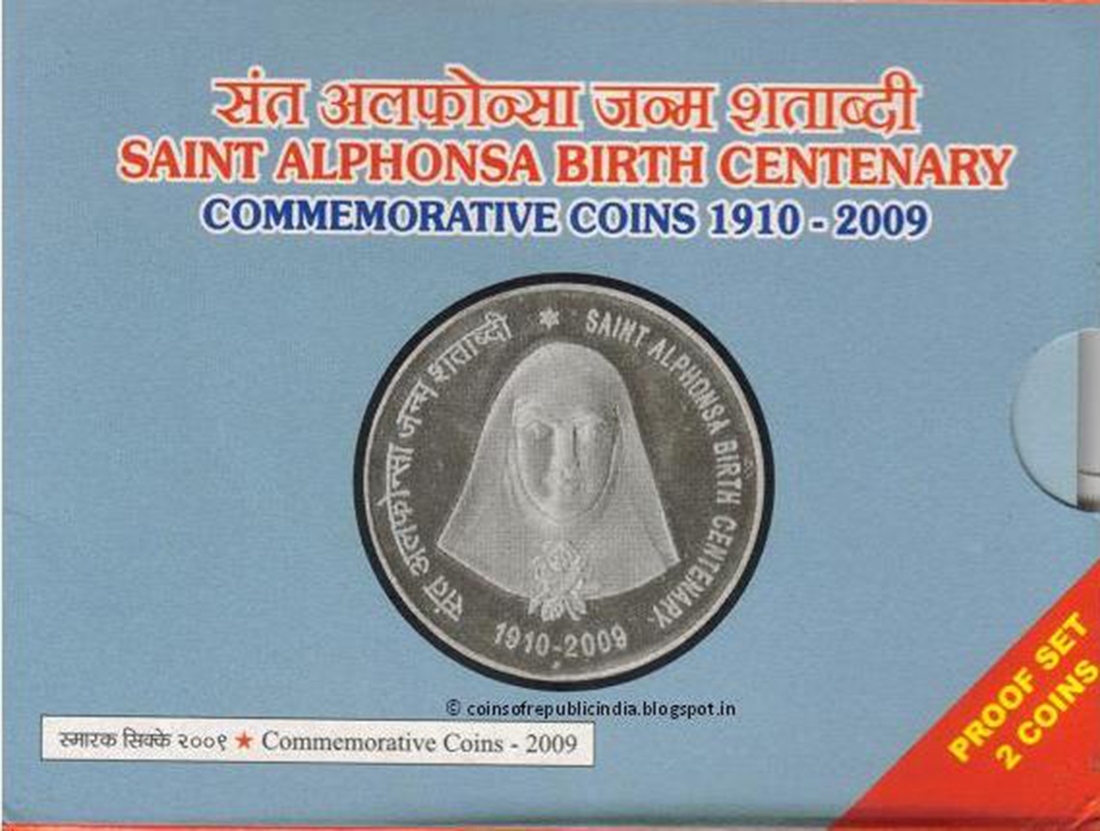 संत अलफोन्सा जन्म शताब्दी
SAINT ALPHONSA BIRTH CENTENARY
COMMEMORATIVE COINS 1910 - 2009
संत अलफोन्सा जन्म शताब्दी * SAINT ALPHONSA BIRTH CENTENARY.
1910-2009
© coinsofrepublicindia.blogspot.in
स्मारक सिक्के २००९ ★ Commemorative Coins - 2009
PROOF SET
2 COINS